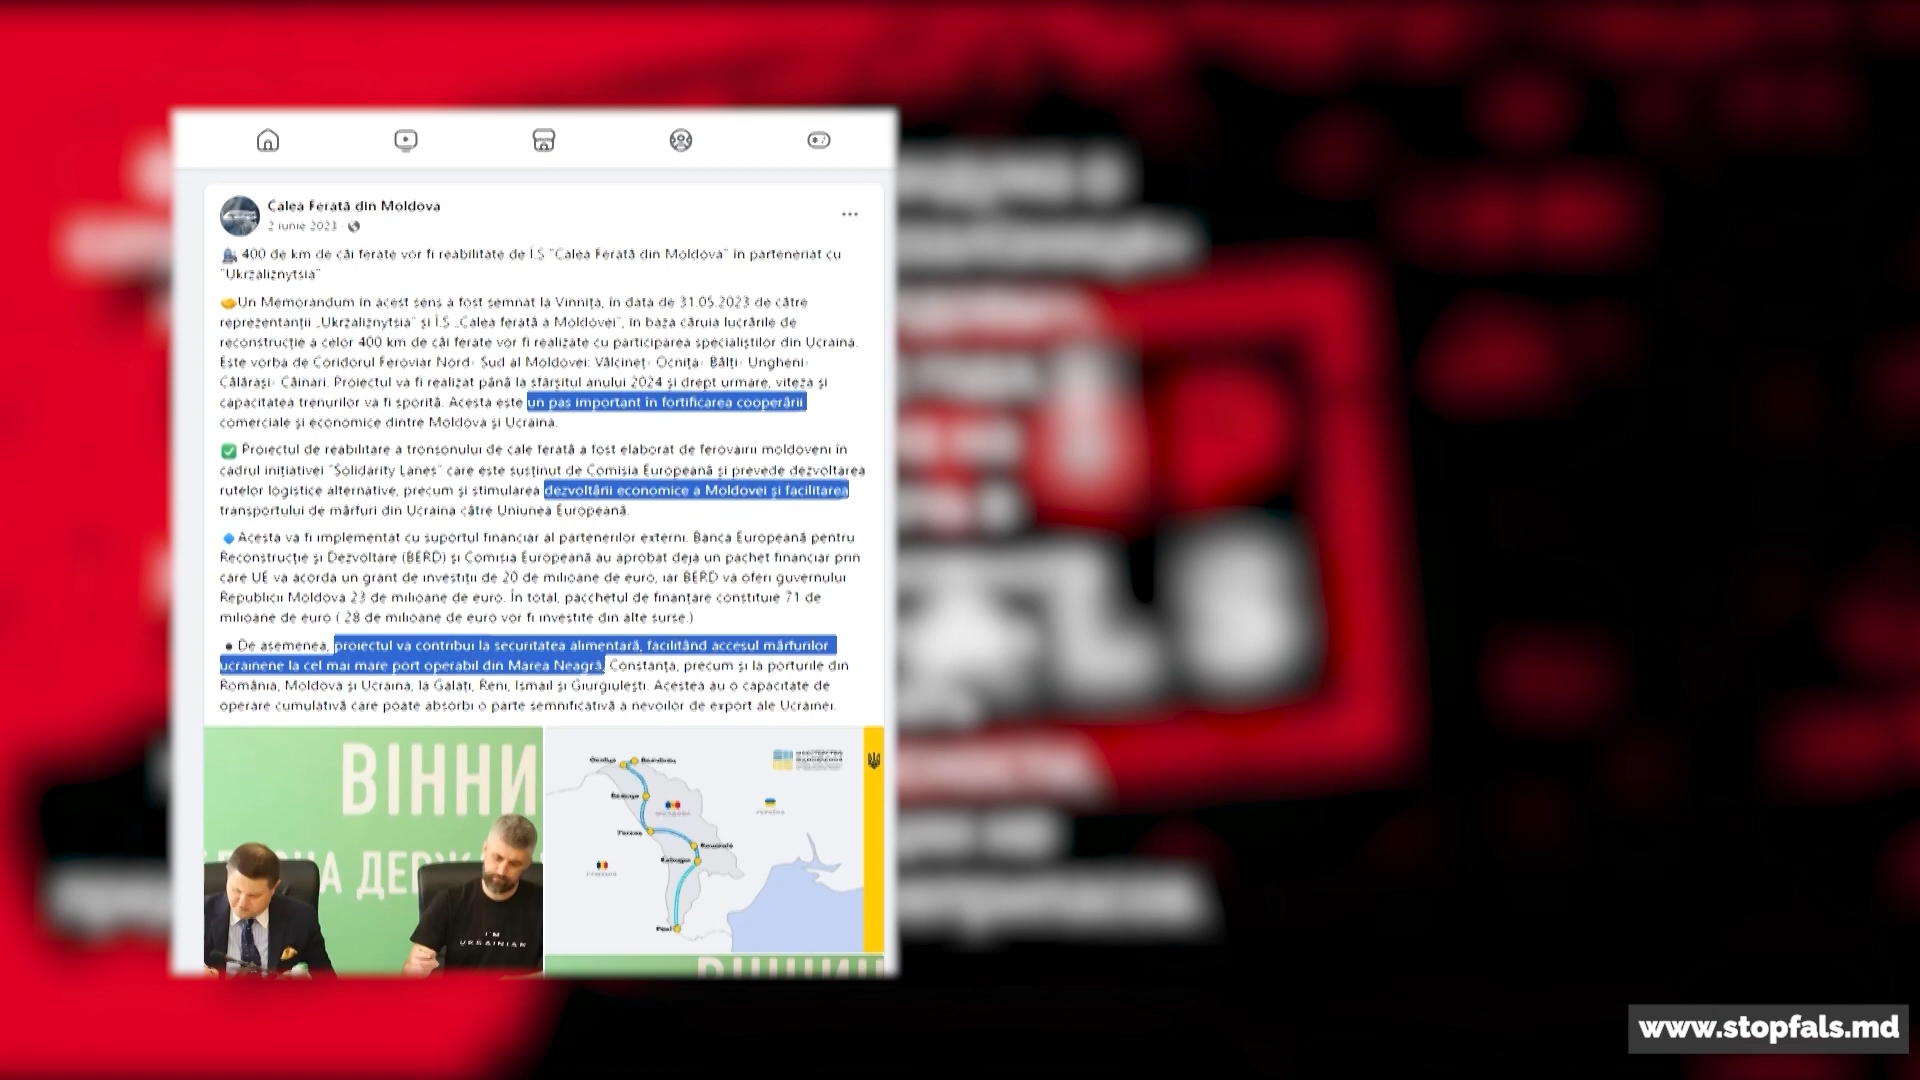 Calea Ferată din Moldova
2 iunie 2023
400 de km de căi ferate vor fi reabilitate de Î.S "Calea Ferată din Moldova" în parteneriat cu
"Ukrzaliznytsia"
Un Memorandum în acest sens a fost semnat la Vinnița, în data de 31.05.2023 de către
reprezentanții „Ukrzaliznytsia" și Î.S „Calea ferată a Moldovei", în baza căruia lucrările de
reconstrucție a celor 400 km de căi ferate vor fi realizate cu participarea specialiștilor din Ucraina.
Este vorba de Coridorul Feroviar Nord- Sud al Moldovei: Vălcineț- Ocnița- Bălți- Ungheni-
Călărași- Căinari. Proiectul va fi realizat până la sfârșitul anului 2024 și drept urmare, viteza și
capacitatea trenurilor va fi sporită. Acesta este un pas important în fortificarea cooperării
comerciale și economice dintre Moldova și Ucraina.
Proiectul de reabilitare a tronsonului de cale ferată a fost elaborat de feroviarii moldoveni în
cadrul inițiativei "Solidarity Lanes" care este susținut de Comisia Europeană și prevede dezvoltarea
rutelor logistice alternative, precum și stimularea dezvoltării economice a Moldovei și facilitarea
transportului de mărfuri din Ucraina către Uniunea Europeană.
Acesta va fi implementat cu suportul financiar al partenerilor externi. Banca Europeană pentru
Reconstrucție și Dezvoltare (BERD) și Comisia Europeană au aprobat deja un pachet financiar prin
care UE va acorda un grant de investiții de 20 de milioane de euro, iar BERD va oferi guvernului
Republicii Moldova 23 de milioane de euro. În total, pacchetul de finanțare constituie 71 de
milioane de euro ( 28 de milioane de euro vor fi investite din alte surse.)
De asemenea, proiectul va contribui la securitatea alimentară, facilitând accesul mărfurilor
ucrainene la cel mai mare port operabil din Marea Neagră, Constanța, precum și la porturile din
România, Moldova și Ucraina, la Galați, Reni, Ismail și Giurgiulești. Acestea au o capacitate de
operare cumulativă care poate absorbi o parte semnificativă a nevoilor de export ale Ucrainei.
ВІННИ
НА ДЕРЖ
I'M
UKRAINIAN
www.stopfals.md